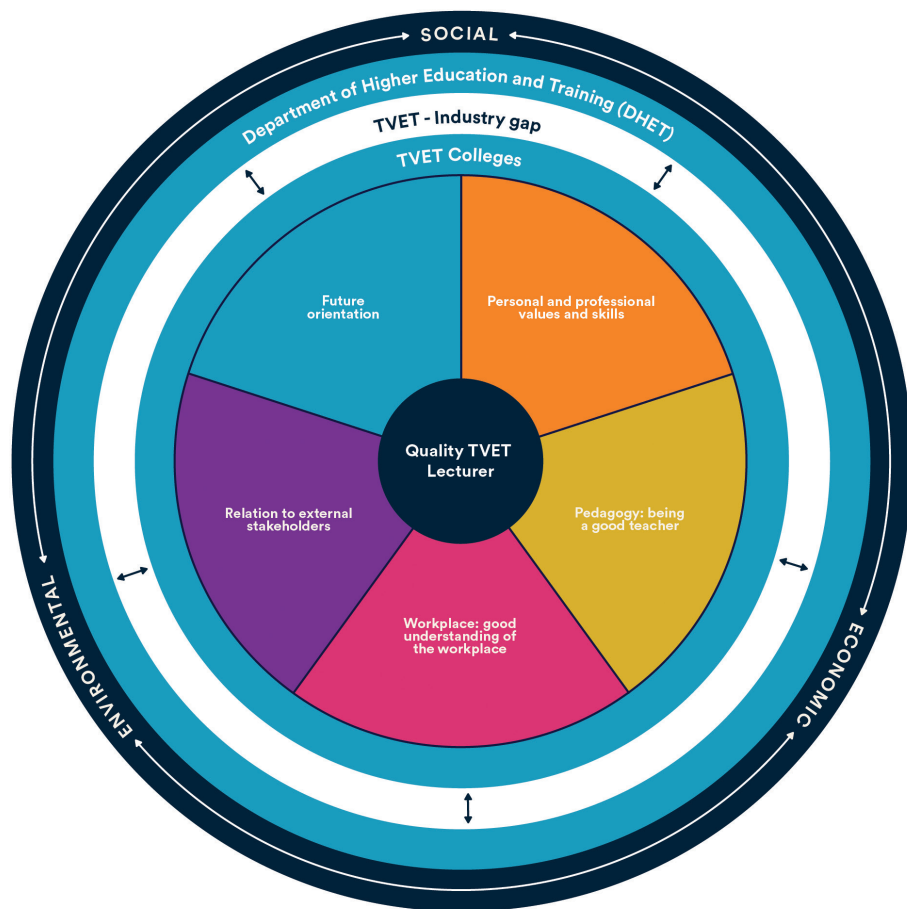 SOCIAL
Department of Higher Education and Training (DHET)
TVET - Industry gap
TVET Colleges
Future
orientation
Personal and professional
values and skills
Quality TVET
Lecturer
Relation to external
stakeholders
Pedagogy: being
a good teacher
Workplace: good
understanding of
the workplace
ENVIRONMENTAL
ECONOMIC